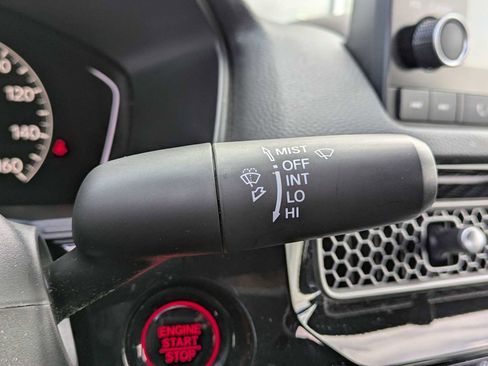 120
140
160
MIST
OFF
INT
LO
HI
ENGINE
START
STOP